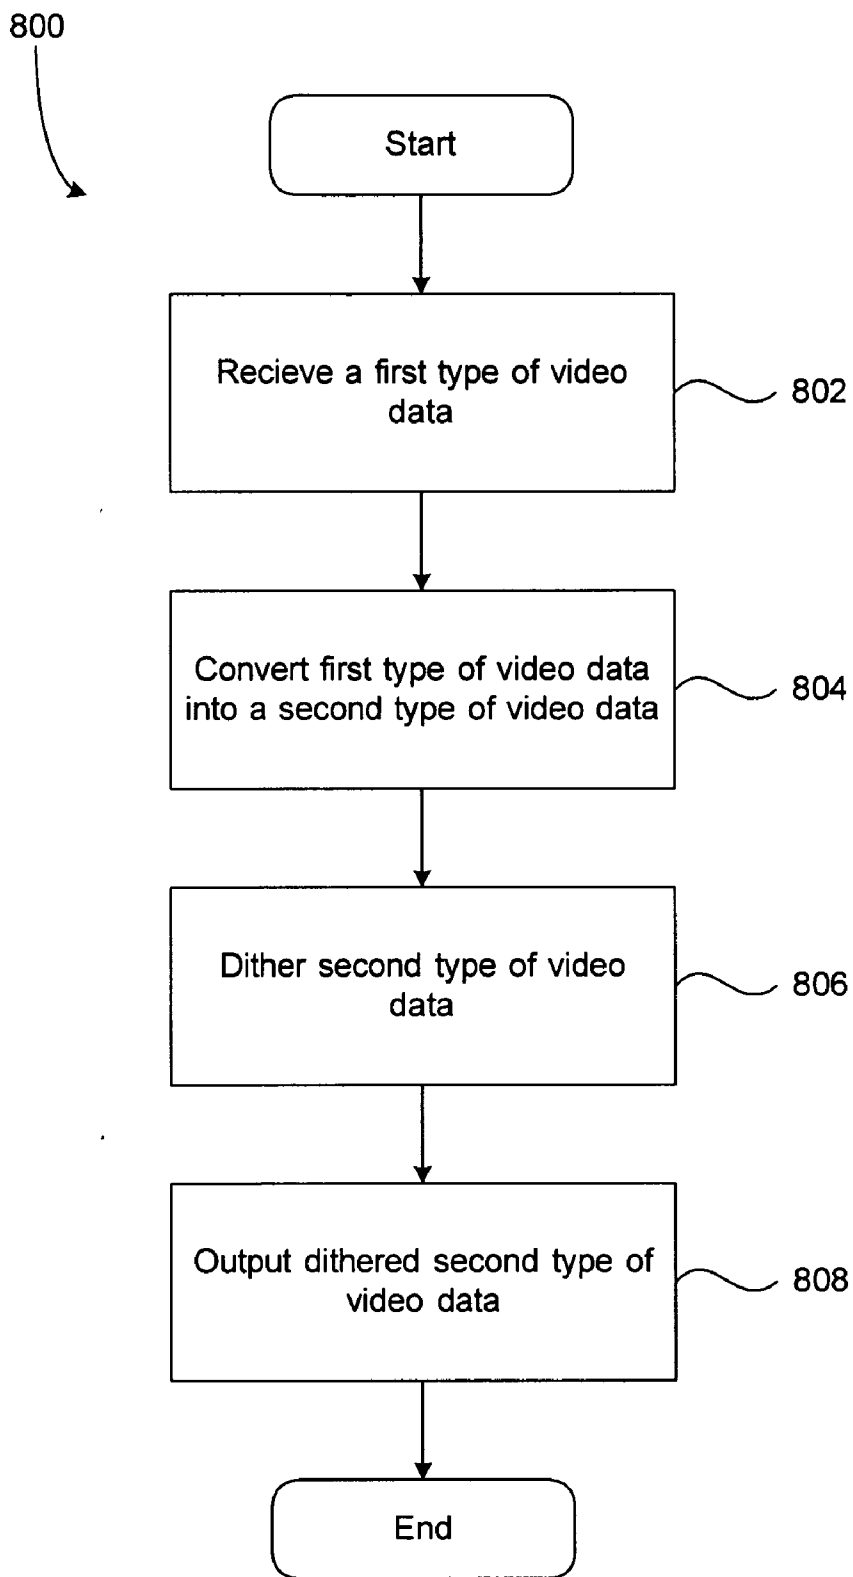 800
Start
Recieve a first type of video
data
802
Convert first type of video data
into a second type of video data
804
Dither second type of video
data
806
Output dithered second type of
video data
808
End